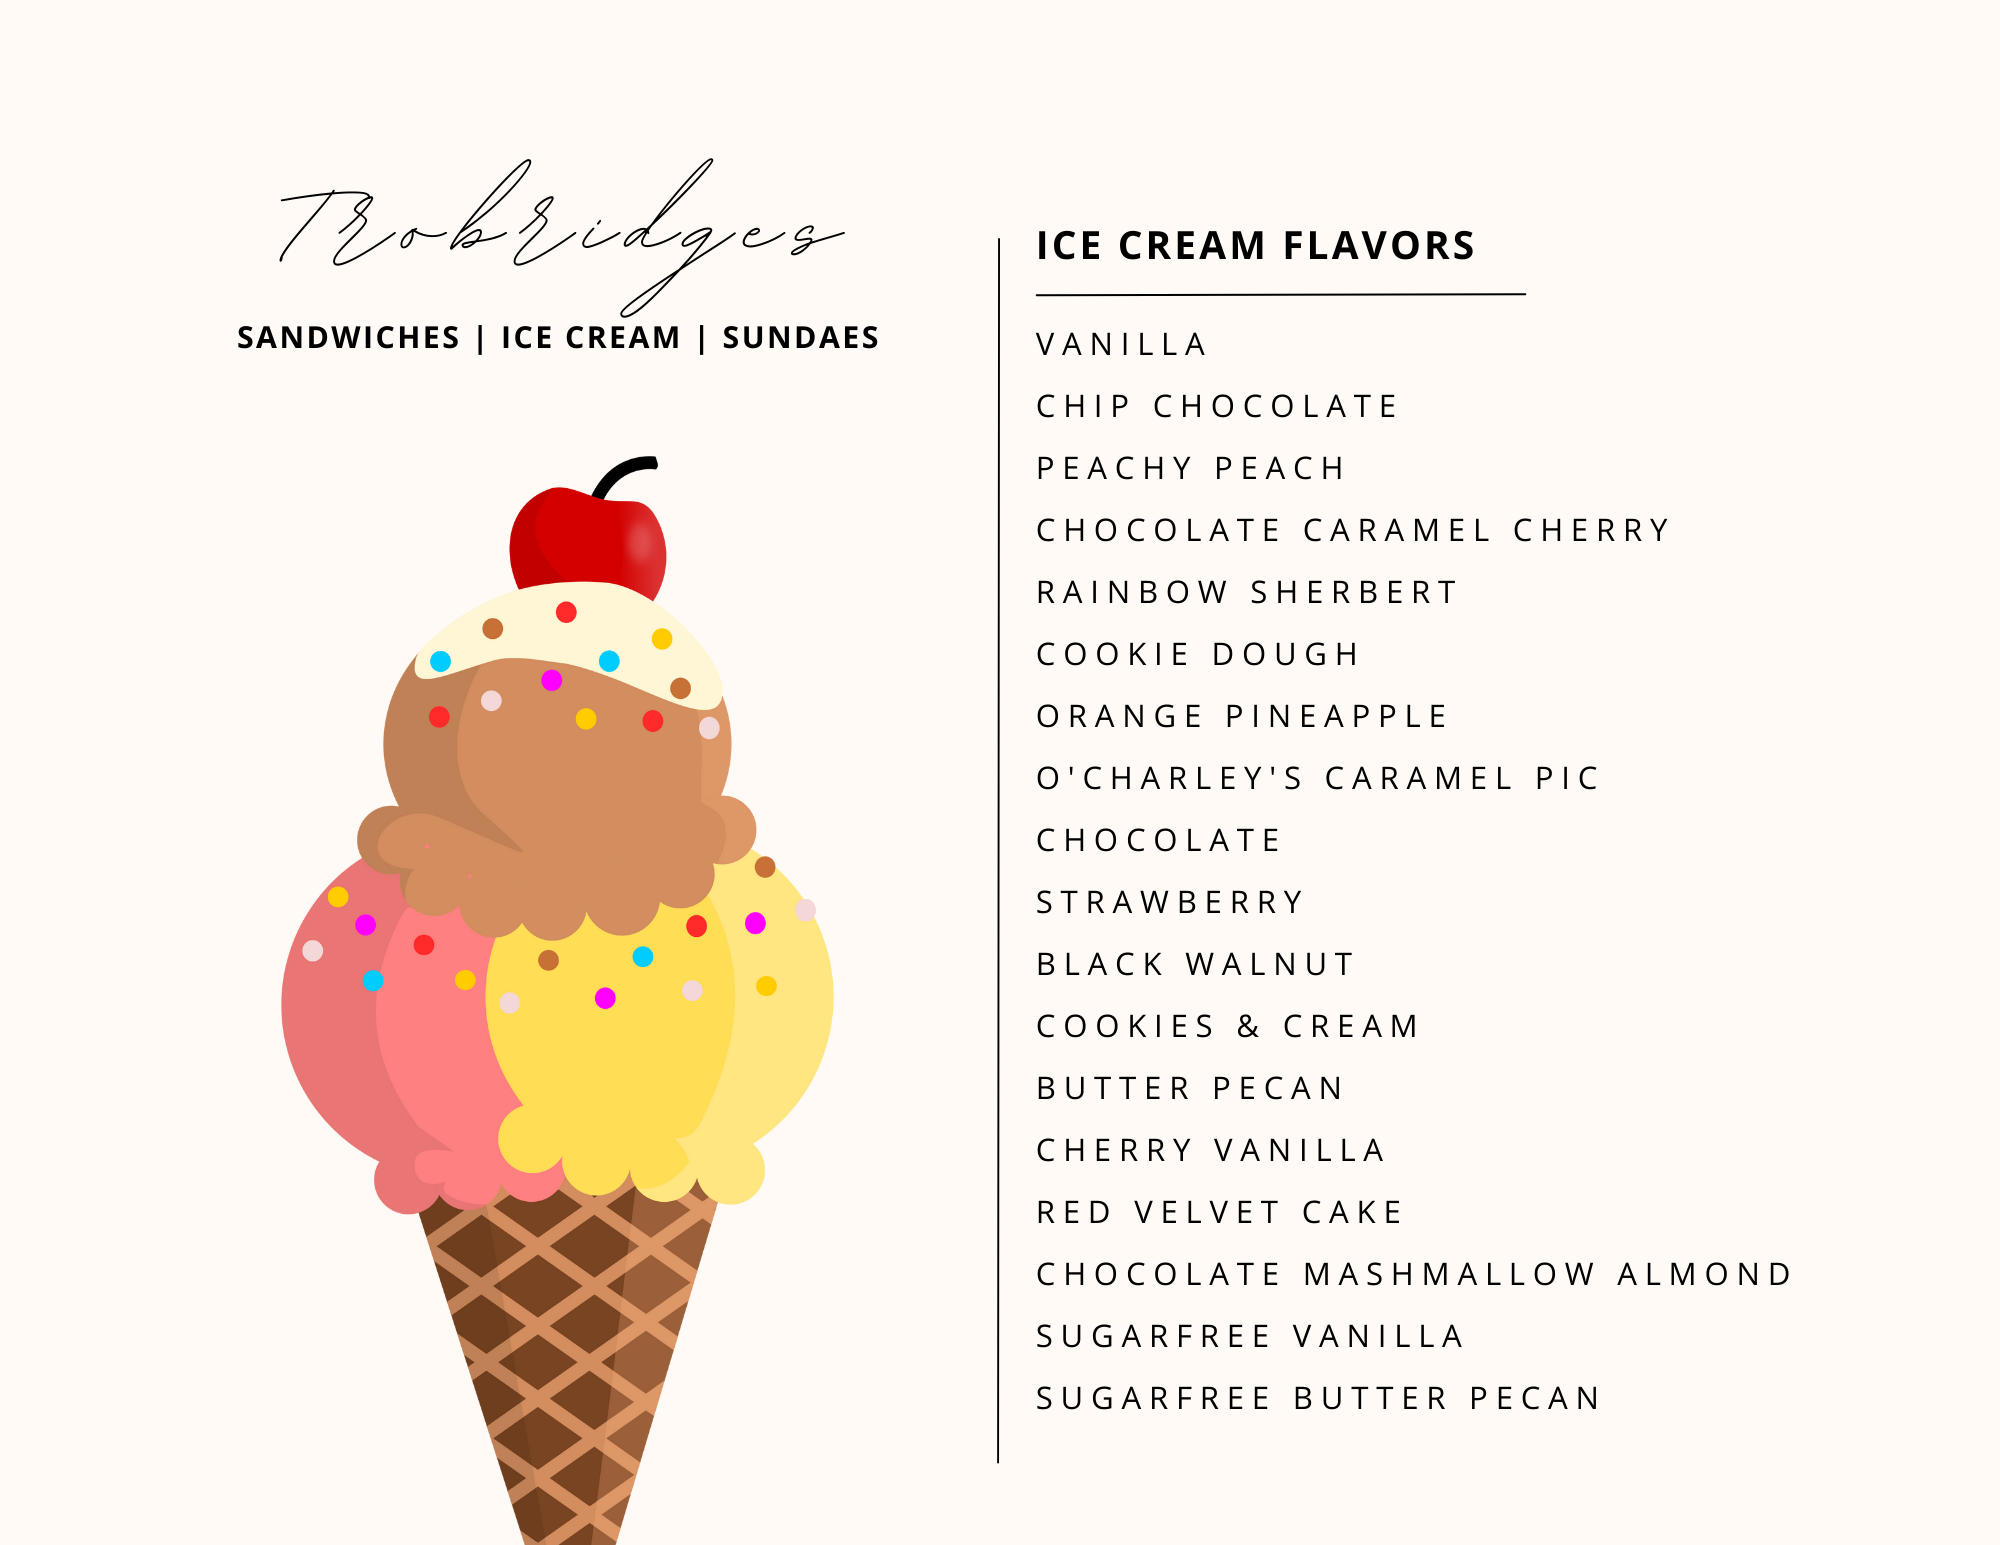 Trobridges
SANDWICHES | ICE CREAM | SUNDAES
ICE CREAM FLAVORS
VANILLA
CHIP CHOCOLATE
PEACHY PEACH
CHOCOLATE CARAMEL CHERRY
RAINBOW SHERBERT
COOKIE DOUGH
ORANGE PINEAPPLE
O'CHARLEY'S CARAMEL PIC
CHOCOLATE
STRAWBERRY
BLACK WALNUT
COOKIES & CREAM
BUTTER PECAN
CHERRY VANILLA
RED VELVET CAKE
CHOCOLATE MASHMALLOW ALMOND
SUGARFREE VANILLA
SUGARFREE BUTTER PECAN